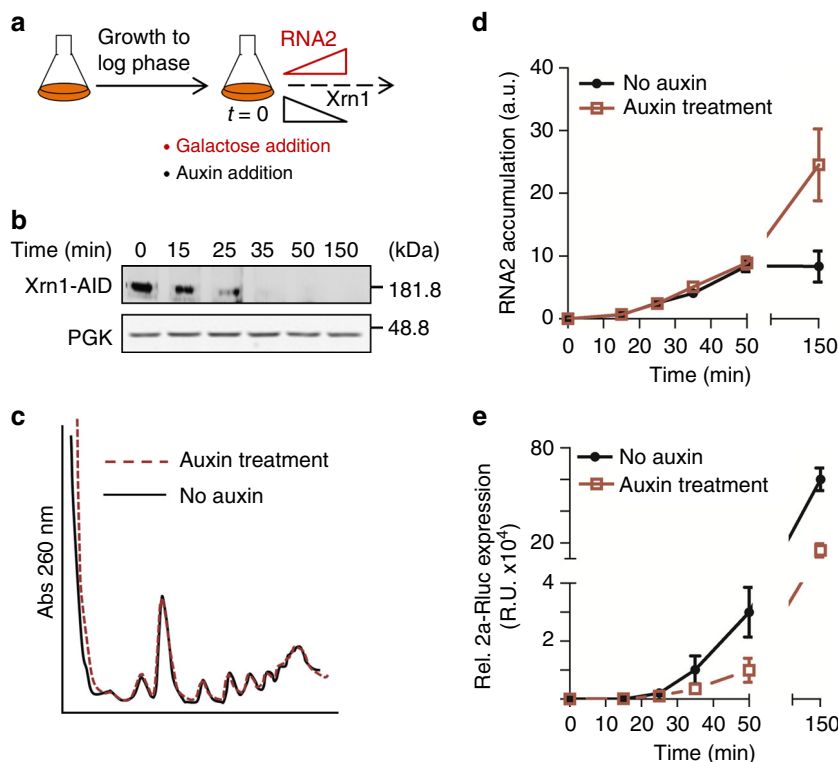 a
Growth to
log phase
RNA2
Xrn1
t = 0
• Galactose addition
• Auxin addition
b
Time (min) 0 15 25 35 50 150 (kDa)
Xrn1-AID
181.8
PGK
48.8
c
Auxin treatment
No auxin
Abs 260 nm
d
No auxin
Auxin treatment
RNA2 accumulation (a.u.)
40
30
20
10
0
0 10 20 30 40 50 150
Time (min)
e
No auxin
Auxin treatment
Rel. 2a-Rluc expression
(R.U. x10⁴)
80
20
4
2
0 10 20 30 40 50 150
Time (min)